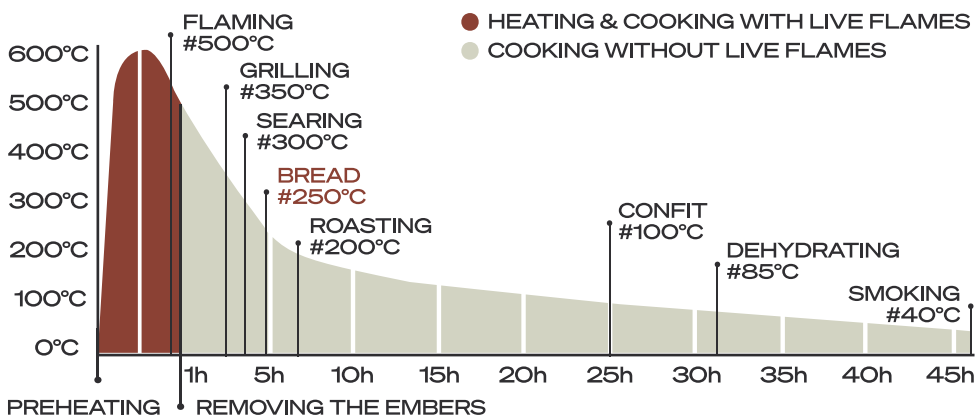 FLAMING
#500°C
● HEATING & COOKING WITH LIVE FLAMES
● COOKING WITHOUT LIVE FLAMES
600°C
500°C
400°C
300°C
200°C
100°C
0°C
GRILLING
#350°C
SEARING
#300°C
BREAD
#250°C
ROASTING
#200°C
CONFIT
#100°C
DEHYDRATING
#85°C
SMOKING
#40°C
1h 5h 10h 15h 20h 25h 30h 35h 40h 45h
PREHEATING REMOVING THE EMBERS